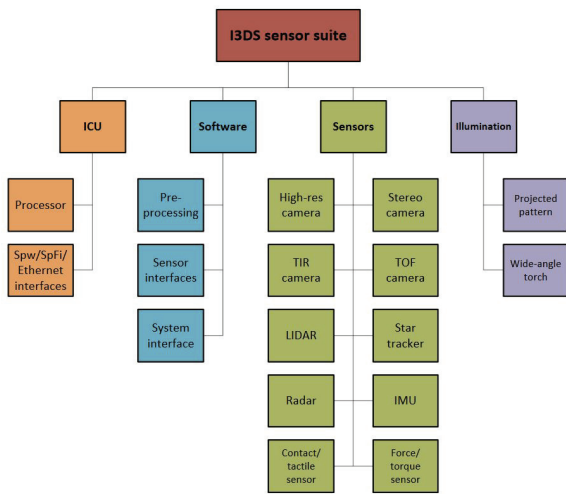 I3DS sensor suite
ICU
Software
Sensors
Illumination
Processor
Spw/SpFi/
Ethernet
interfaces
Pre-
processing
Sensor
interfaces
System
interface
High-res
camera
Stereo
camera
TIR
camera
TOF
camera
LIDAR
Star
tracker
Radar
IMU
Contact/
tactile
sensor
Force/
torque
sensor
Projected
pattern
Wide-angle
torch